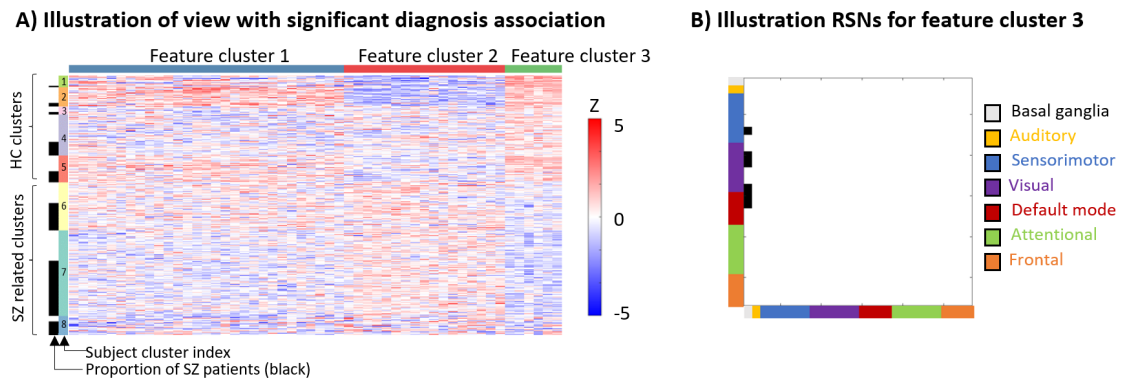 A) Illustration of view with significant diagnosis association
Feature cluster 1
Feature cluster 2
Feature cluster 3
HC clusters
SZ related clusters
1
2
3
4
5
6
7
8
Z
5
0
-5
Subject cluster index
Proportion of SZ patients (black)
B) Illustration RSNs for feature cluster 3
Basal ganglia
Auditory
Sensorimotor
Visual
Default mode
Attentional
Frontal